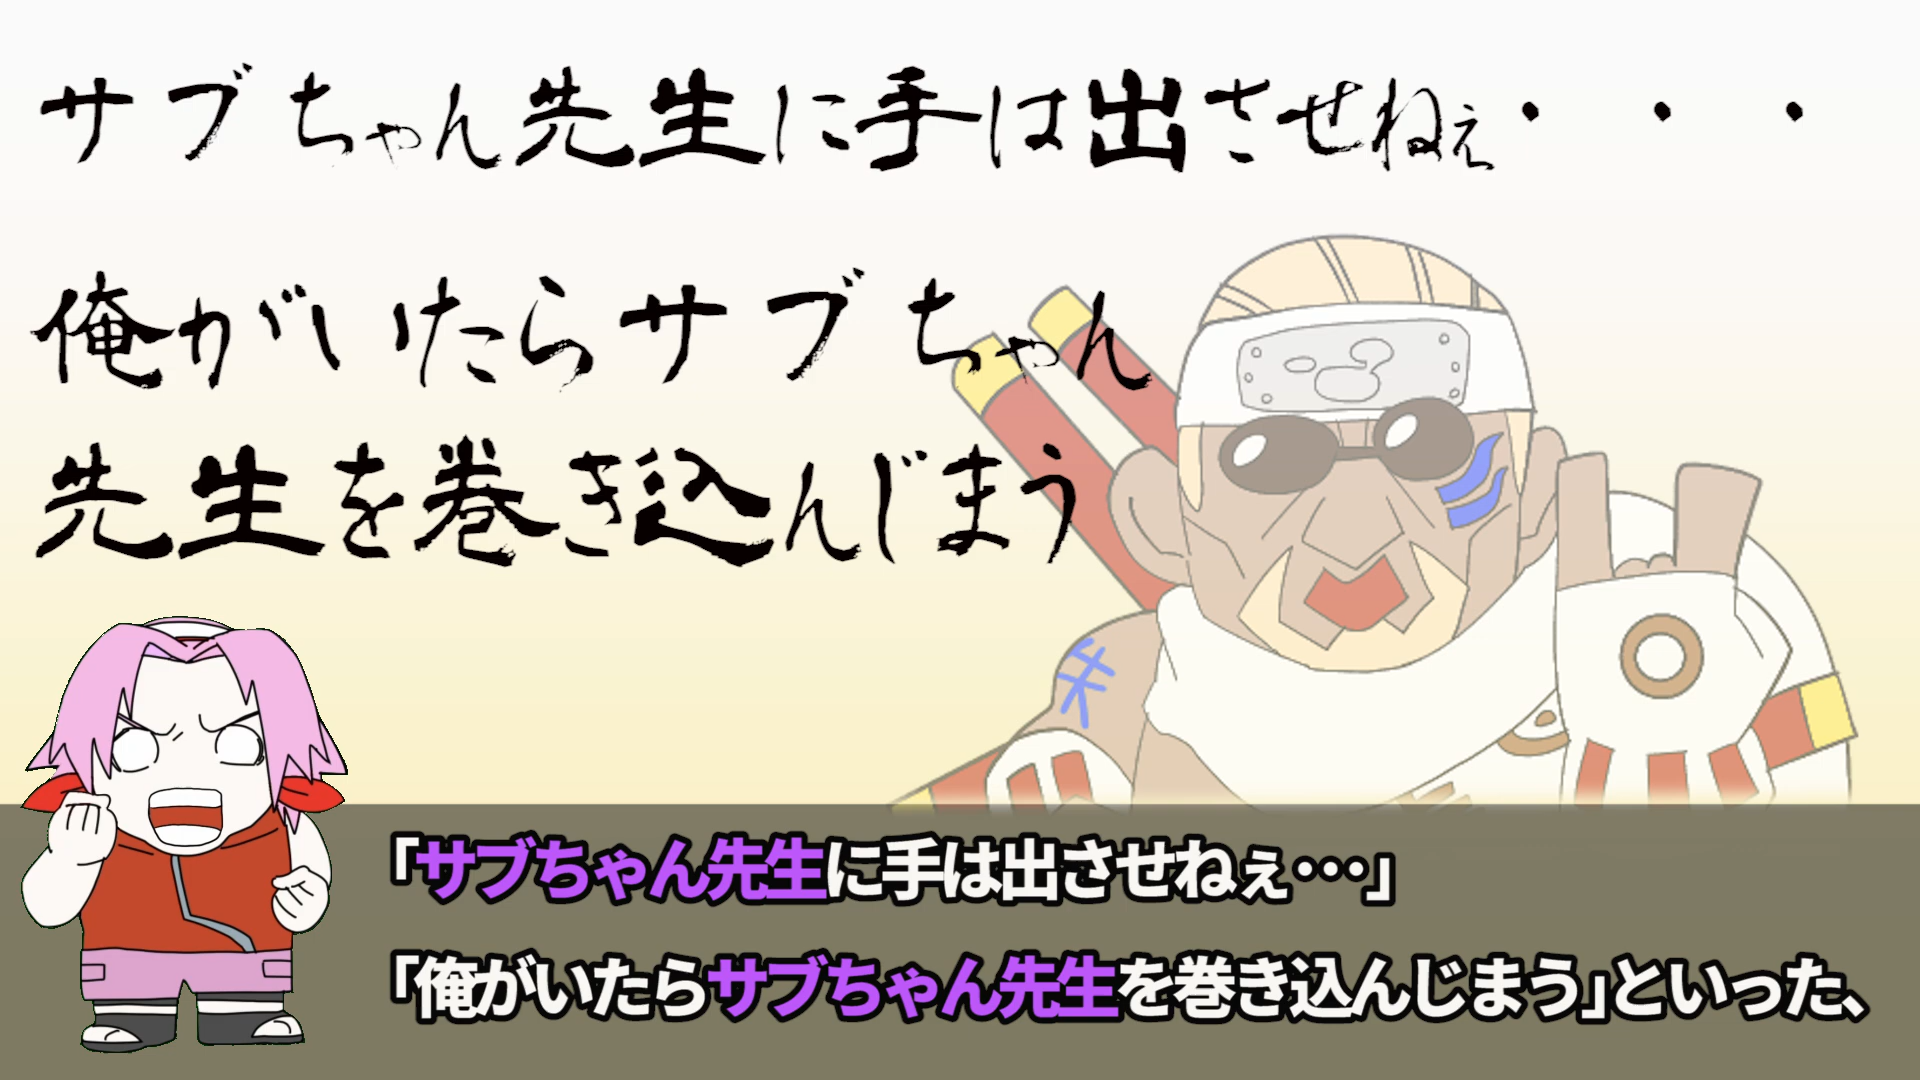 サブちゃん先生に手は出させねぇ・・・
俺がいたらサブちゃん
先生を巻き込んじまう
「サブちゃん先生に手は出させねぇ…」
「俺がいたらサブちゃん先生を巻き込んじまう」といった、